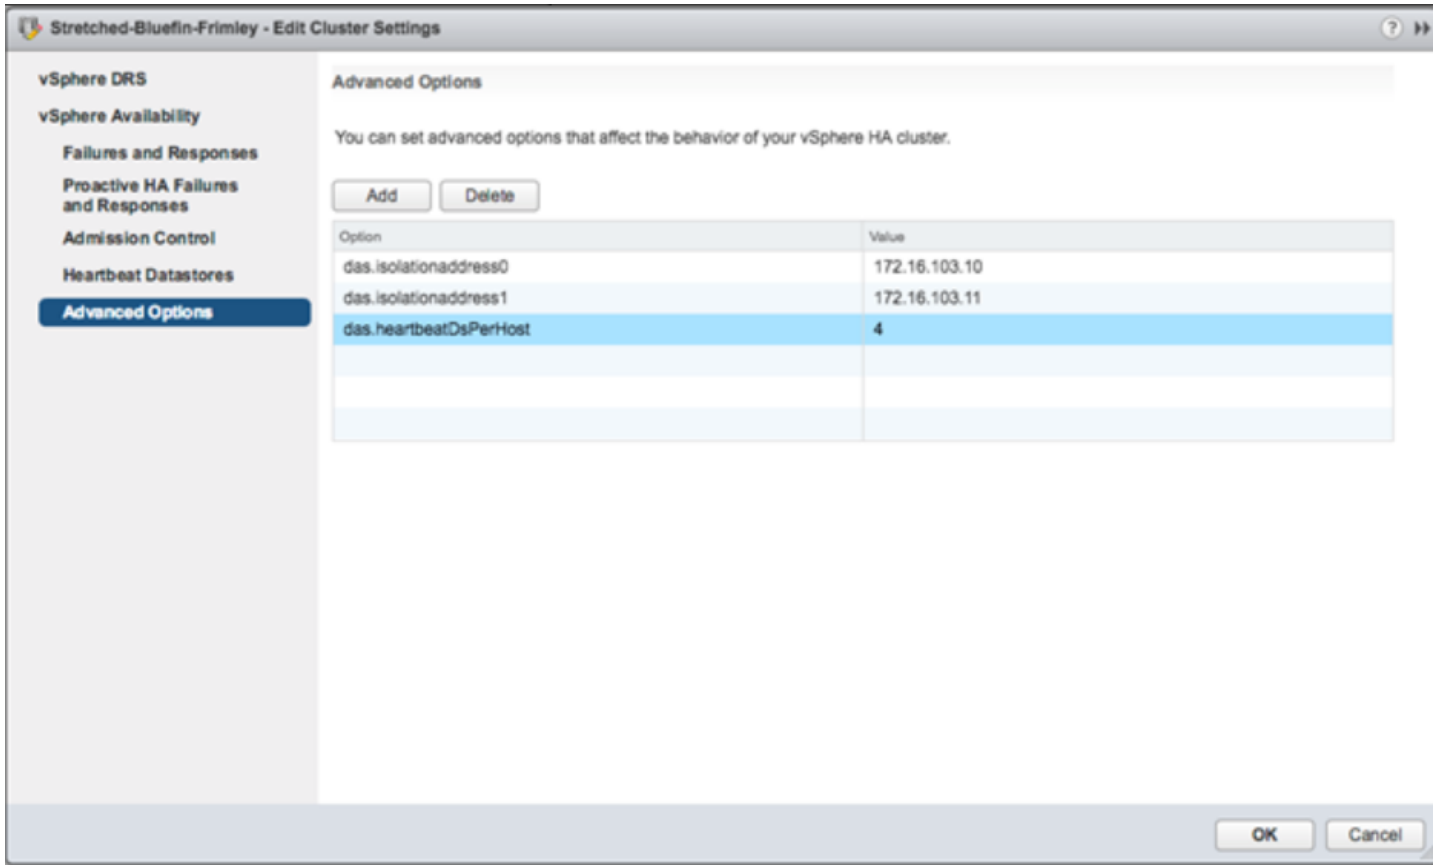 Stretched-Bluefin-Frimley - Edit Cluster Settings
?
vSphere DRS
vSphere Availability
Failures and Responses
Proactive HA Failures
and Responses
Admission Control
Heartbeat Datastores
Advanced Options
Advanced Options
You can set advanced options that affect the behavior of your vSphere HA cluster.
Add Delete
Option Value
das.isolationaddress0 172.16.103.10
das.isolationaddress1 172.16.103.11
das.heartbeatDsPerHost 4
OK Cancel